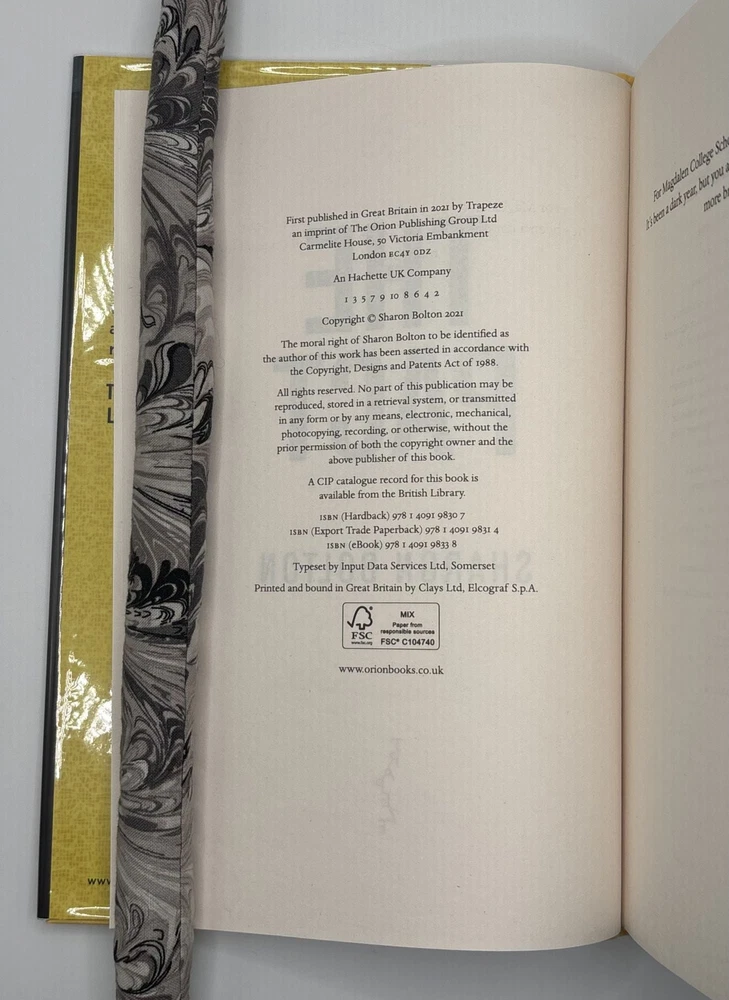 First published in Great Britain in 2021 by Trapeze
an imprint of The Orion Publishing Group Ltd
Carmelite House, 50 Victoria Embankment
London EC4Y 0DZ
An Hachette UK Company
1 3 5 7 9 10 8 6 4 2
Copyright © Sharon Bolton 2021
The moral right of Sharon Bolton to be identified as
the author of this work has been asserted in accordance with
the Copyright, Designs and Patents Act of 1988.
All rights reserved. No part of this publication may be
reproduced, stored in a retrieval system, or transmitted
in any form or by any means, electronic, mechanical,
photocopying, recording, or otherwise, without the
prior permission of both the copyright owner and the
above publisher of this book.
A CIP catalogue record for this book is
available from the British Library.
ISBN (Hardback) 978 1 4091 9830 7
ISBN (Export Trade Paperback) 978 1 4091 9831 4
ISBN (eBook) 978 1 4091 9833 8
Typeset by Input Data Services Ltd, Somerset
Printed and bound in Great Britain by Clays Ltd, Elcograf S.p.A.
FSC
www.fsc.org
MIX
Paper from
responsible sources
FSC® C104740
www.orionbooks.co.uk
For Magdalen College
It's been a dark year, but you
more
www